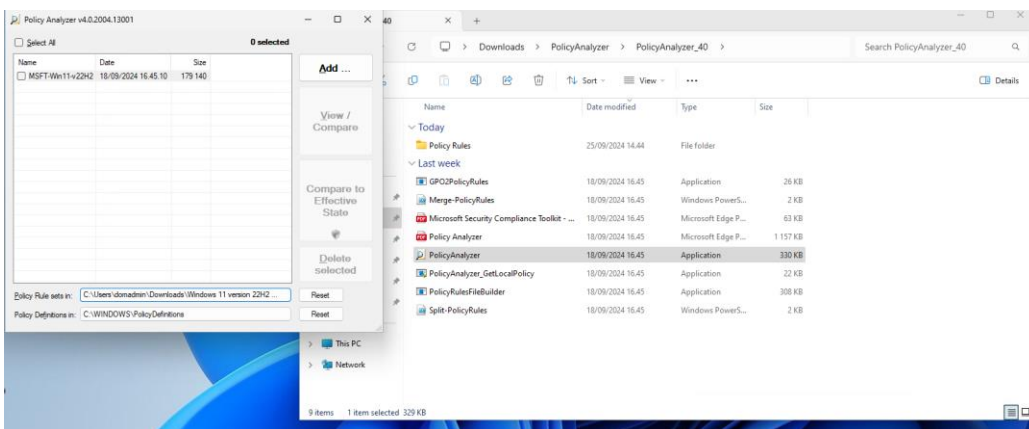 Policy Analyzer v4.0.2004.13001
Select All 0 selected
Name Date Size
MSFT-Win11-v22H2 18/09/2024 16.45.10 179 140
Add ...
View / Compare
Compare to Effective State
Delete selected
Policy Rule sets in: C:\Users\domadmin\Downloads\Windows 11 version 22H2 ... Reset
Policy Definitions in: C:\WINDOWS\PolicyDefinitions Reset
40
Downloads > PolicyAnalyzer > PolicyAnalyzer_40 >
Search PolicyAnalyzer_40
Sort View ... Details
Name Date modified Type Size
Today
Policy Rules 25/09/2024 14.44 File folder
Last week
GPO2PolicyRules 18/09/2024 16.45 Application 26 KB
Merge-PolicyRules 18/09/2024 16.45 Windows PowerS... 2 KB
Microsoft Security Compliance Toolkit - ... 18/09/2024 16.45 Microsoft Edge P... 63 KB
Policy Analyzer 18/09/2024 16.45 Microsoft Edge P... 1 157 KB
PolicyAnalyzer 18/09/2024 16.45 Application 330 KB
PolicyAnalyzer_GetLocalPolicy 18/09/2024 16.45 Application 22 KB
PolicyRulesFileBuilder 18/09/2024 16.45 Application 308 KB
Split-PolicyRules 18/09/2024 16.45 Windows PowerS... 2 KB
This PC
Network
9 items 1 item selected 329 KB